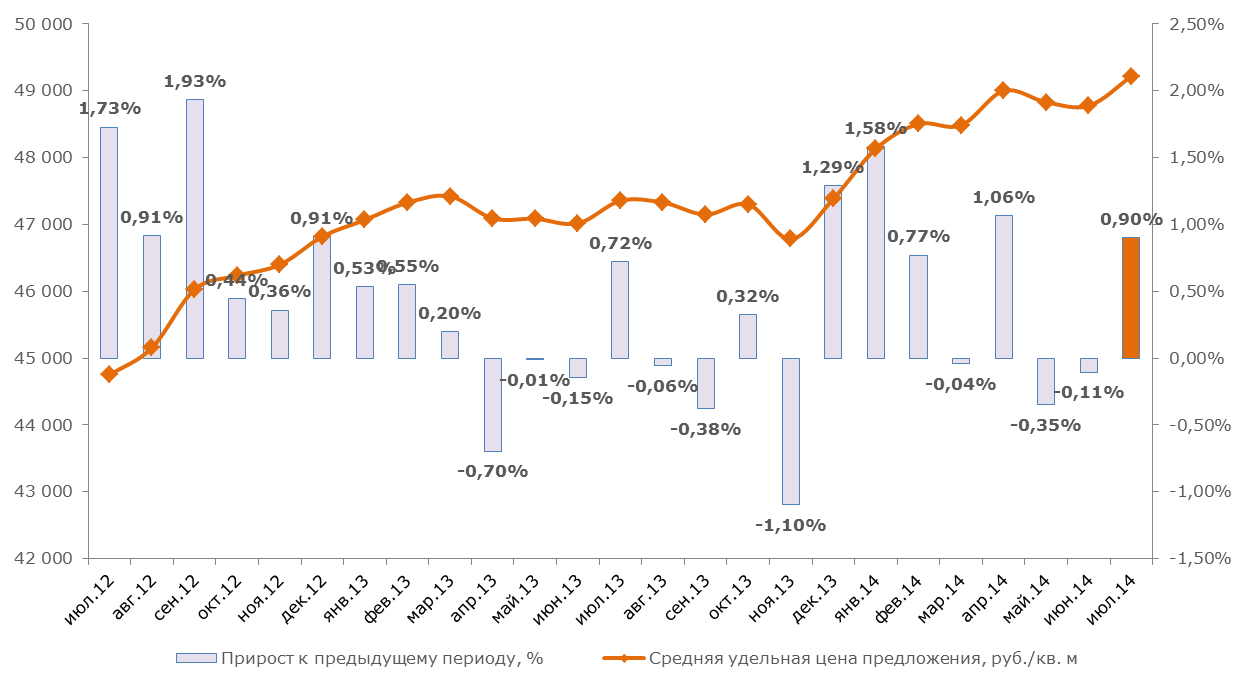 50 000
49 000
48 000
47 000
46 000
45 000
44 000
43 000
42 000
2,50%
2,00%
1,50%
1,00%
0,50%
0,00%
-0,50%
-1,00%
-1,50%
1,73%
0,91%
1,93%
0,44%
0,36%
0,91%
0,53%
0,55%
0,20%
-0,70%
-0,01%
-0,15%
0,72%
-0,06%
-0,38%
0,32%
-1,10%
1,29%
1,58%
0,77%
-0,04%
1,06%
-0,35%
-0,11%
0,90%
июл.12
авг.12
сен.12
окт.12
ноя.12
дек.12
янв.13
фев.13
мар.13
апр.13
май.13
июн.13
июл.13
авг.13
сен.13
окт.13
ноя.13
дек.13
янв.14
фев.14
мар.14
апр.14
май.14
июн.14
июл.14
Прирост к предыдущему периоду, %
Средняя удельная цена предложения, руб./кв. м